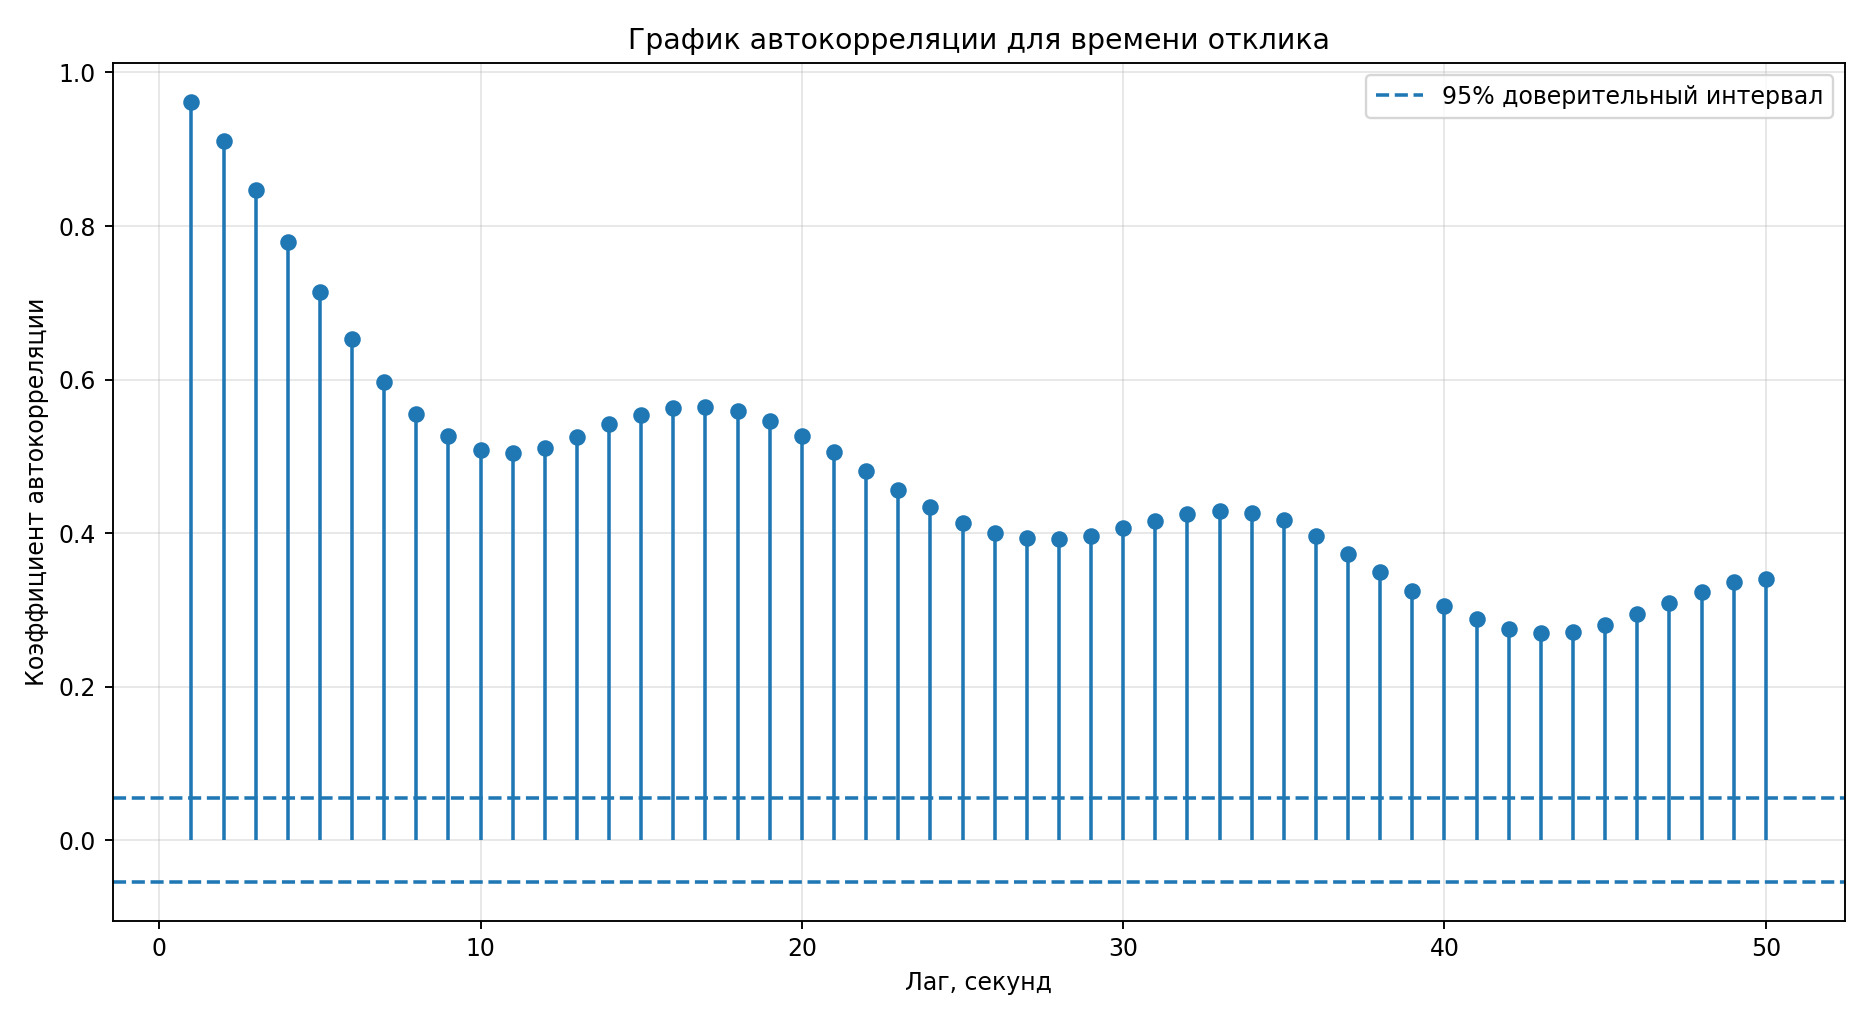 График автокорреляции для времени отклика
95% доверительный интервал
Коэффициент автокорреляции
1.0
0.8
0.6
0.4
0.2
0.0
0 10 20 30 40 50
Лаг, секунд